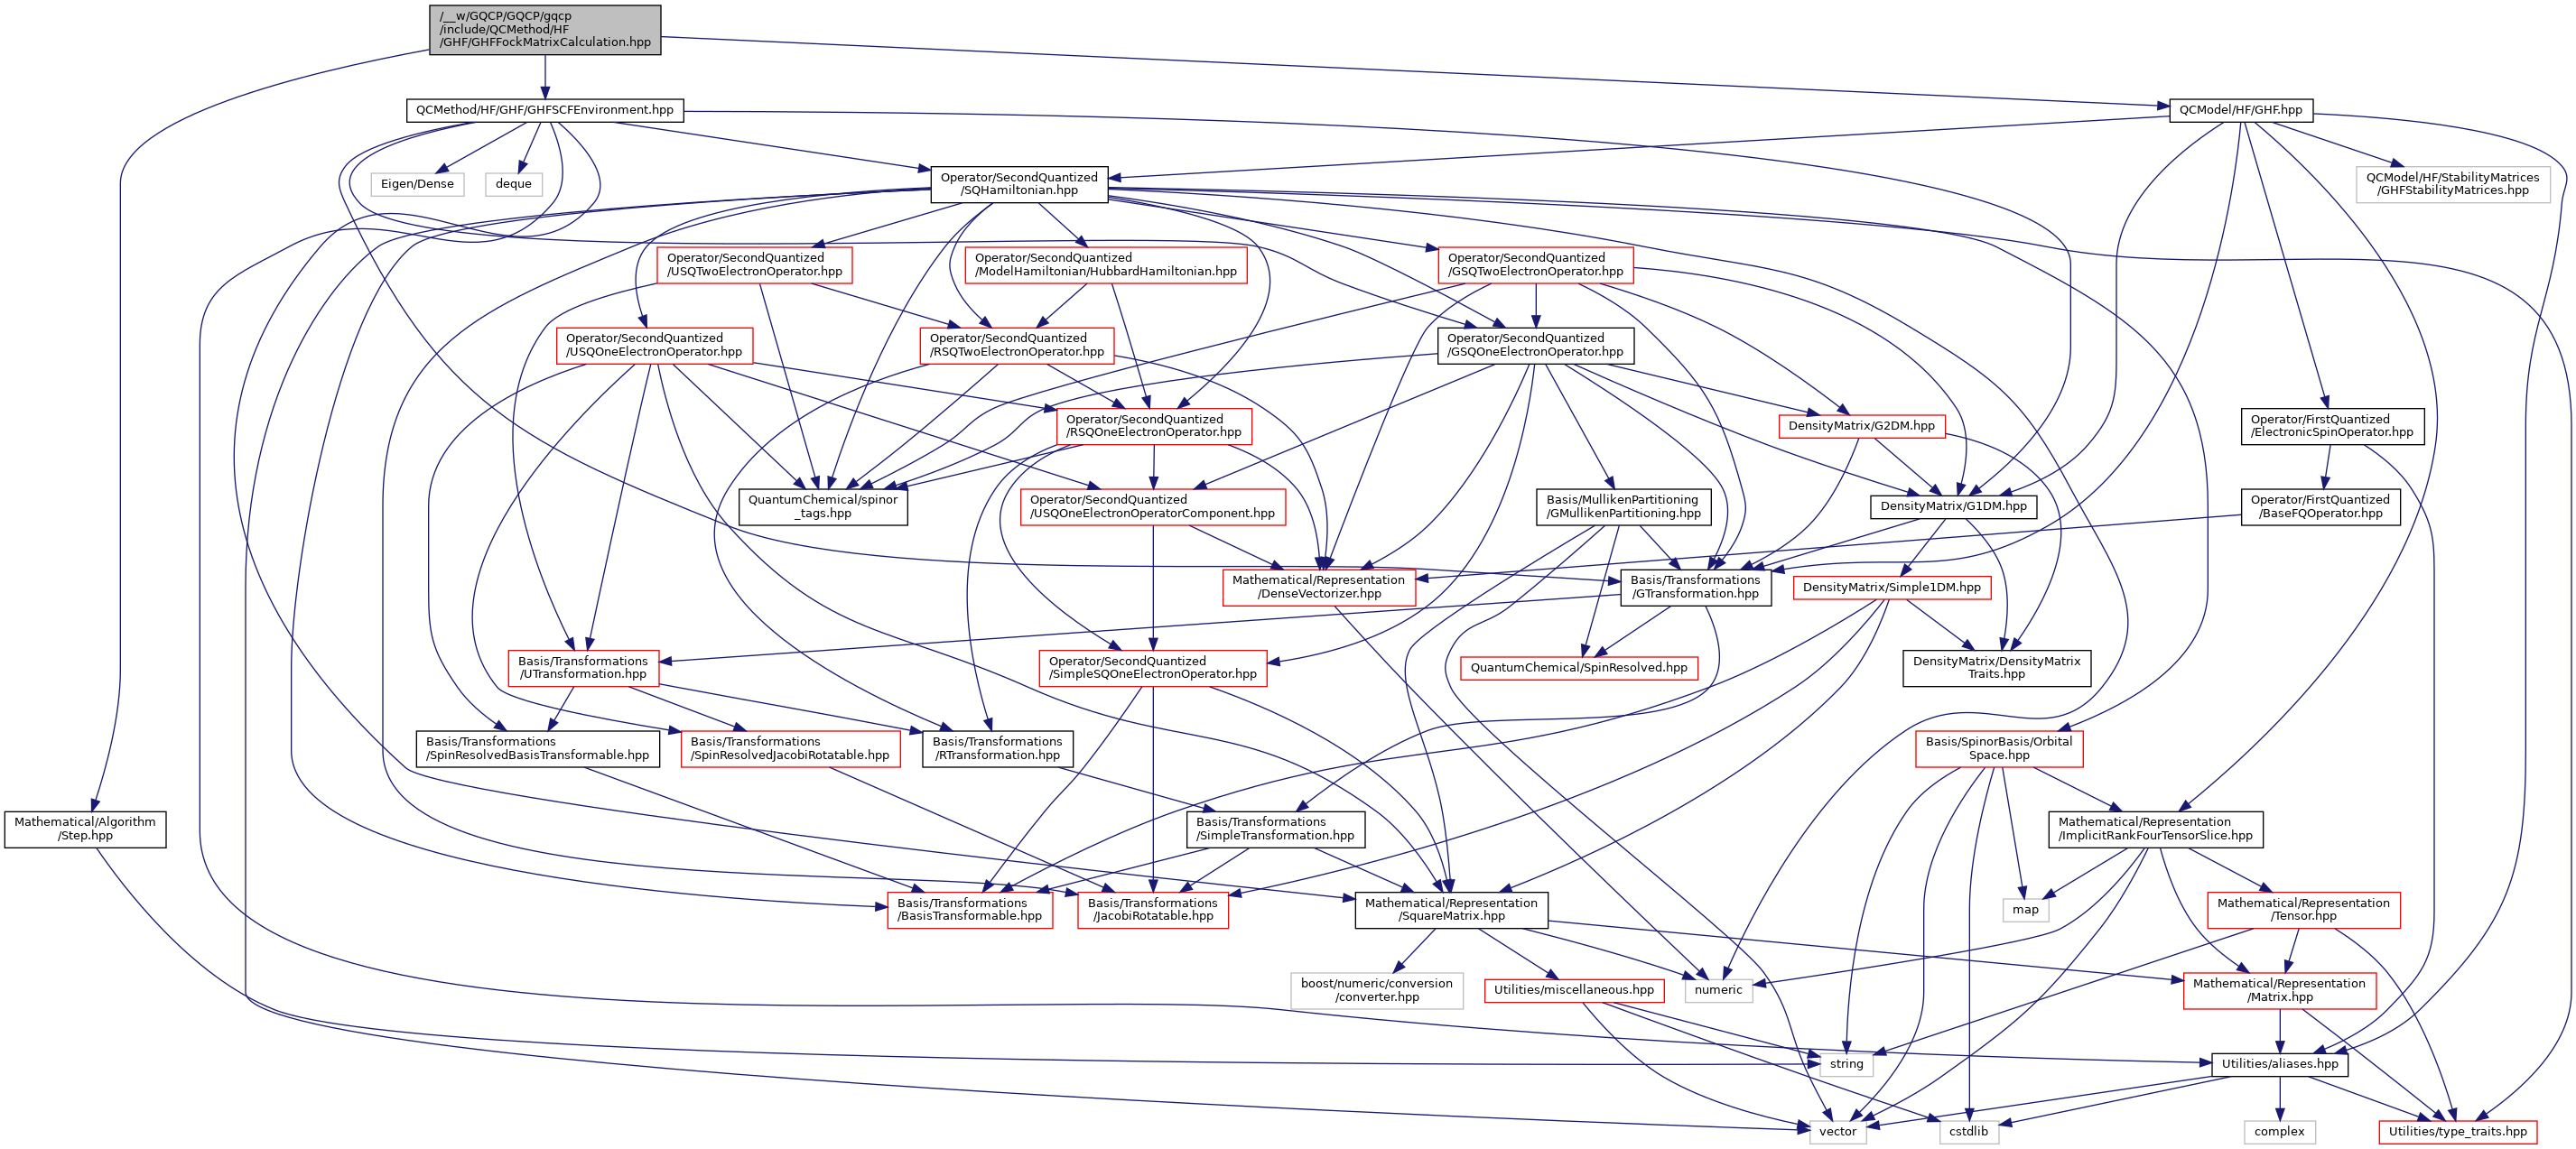 /__w/GQCP/GQCP/gqcp
/include/QCMethod/HF
/GHF/GHFFockMatrixCalculation.hpp
QCMethod/HF/GHF/GHFSCFEnvironment.hpp
QCModel/HF/GHF.hpp
Eigen/Dense
deque
Operator/SecondQuantized
/SQHamiltonian.hpp
QCModel/HF/StabilityMatrices
/GHFStabilityMatrices.hpp
Operator/SecondQuantized
/USQTwoElectronOperator.hpp
Operator/SecondQuantized
/ModelHamiltonian/HubbardHamiltonian.hpp
Operator/SecondQuantized
/GSQTwoElectronOperator.hpp
Operator/SecondQuantized
/USQOneElectronOperator.hpp
Operator/SecondQuantized
/RSQTwoElectronOperator.hpp
Operator/SecondQuantized
/GSQOneElectronOperator.hpp
Operator/SecondQuantized
/RSQOneElectronOperator.hpp
DensityMatrix/G2DM.hpp
Operator/FirstQuantized
/ElectronicSpinOperator.hpp
QuantumChemical/spinor
_tags.hpp
Operator/SecondQuantized
/USQOneElectronOperatorComponent.hpp
Basis/MullikenPartitioning
/GMullikenPartitioning.hpp
DensityMatrix/G1DM.hpp
Operator/FirstQuantized
/BaseFQOperator.hpp
Mathematical/Representation
/DenseVectorizer.hpp
Basis/Transformations
/GTransformation.hpp
DensityMatrix/Simple1DM.hpp
Basis/Transformations
/UTransformation.hpp
Operator/SecondQuantized
/SimpleSQOneElectronOperator.hpp
QuantumChemical/SpinResolved.hpp
DensityMatrix/DensityMatrix
Traits.hpp
Basis/Transformations
/SpinResolvedBasisTransformable.hpp
Basis/Transformations
/SpinResolvedJacobiRotatable.hpp
Basis/Transformations
/RTransformation.hpp
Basis/SpinorBasis/Orbital
Space.hpp
Mathematical/Algorithm
/Step.hpp
Basis/Transformations
/SimpleTransformation.hpp
Mathematical/Representation
/ImplicitRankFourTensorSlice.hpp
Basis/Transformations
/BasisTransformable.hpp
Basis/Transformations
/JacobiRotatable.hpp
Mathematical/Representation
/SquareMatrix.hpp
map
Mathematical/Representation
/Tensor.hpp
boost/numeric/conversion
/converter.hpp
Utilities/miscellaneous.hpp
numeric
Mathematical/Representation
/Matrix.hpp
string
Utilities/aliases.hpp
vector
cstdlib
complex
Utilities/type_traits.hpp